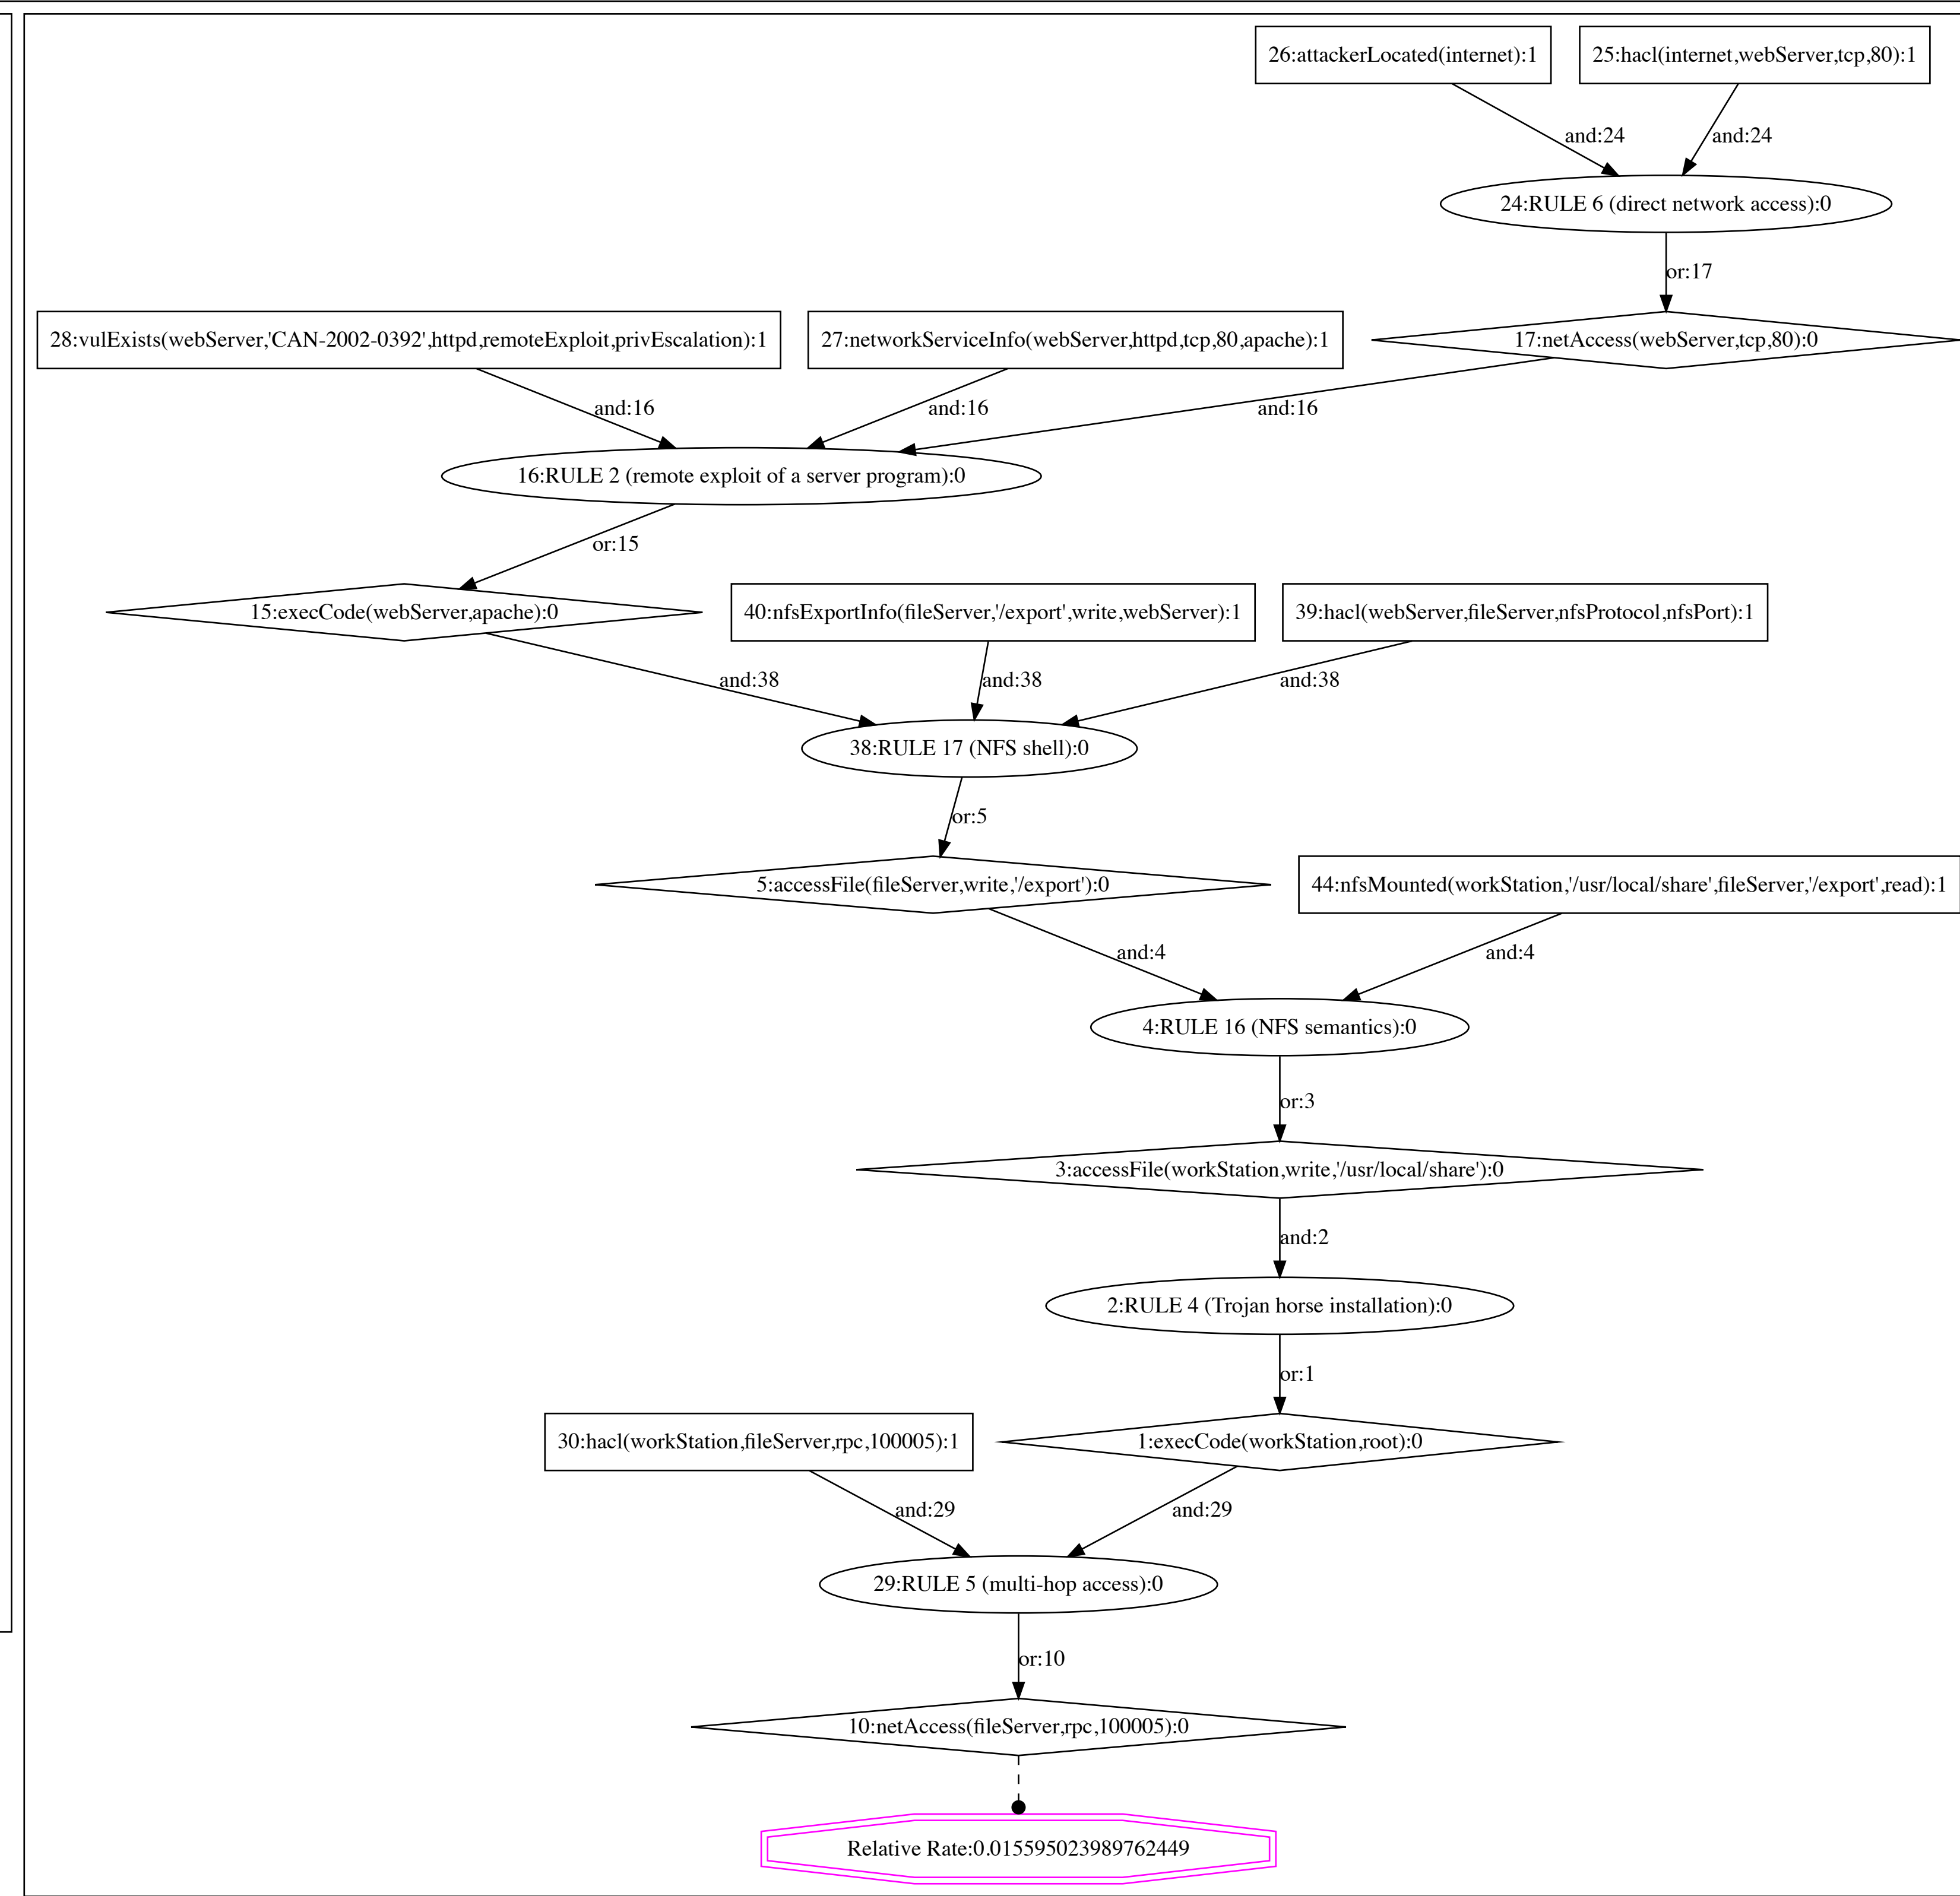 26:attackerLocated(internet):1
25:hacl(internet,webServer,tcp,80):1
and:24
and:24
24:RULE 6 (direct network access):0
or:17
28:vulExists(webServer,'CAN-2002-0392',httpd,remoteExploit,privEscalation):1
27:networkServiceInfo(webServer,httpd,tcp,80,apache):1
17:netAccess(webServer,tcp,80):0
and:16
and:16
and:16
16:RULE 2 (remote exploit of a server program):0
or:15
15:execCode(webServer,apache):0
40:nfsExportInfo(fileServer,'/export',write,webServer):1
39:hacl(webServer,fileServer,nfsProtocol,nfsPort):1
and:38
and:38
and:38
38:RULE 17 (NFS shell):0
or:5
5:accessFile(fileServer,write,'/export'):0
44:nfsMounted(workStation,'/usr/local/share',fileServer,'/export',read):1
and:4
and:4
4:RULE 16 (NFS semantics):0
or:3
3:accessFile(workStation,write,'/usr/local/share'):0
and:2
2:RULE 4 (Trojan horse installation):0
or:1
30:hacl(workStation,fileServer,rpc,100005):1
1:execCode(workStation,root):0
and:29
and:29
29:RULE 5 (multi-hop access):0
or:10
10:netAccess(fileServer,rpc,100005):0
Relative Rate:0.015595023989762449